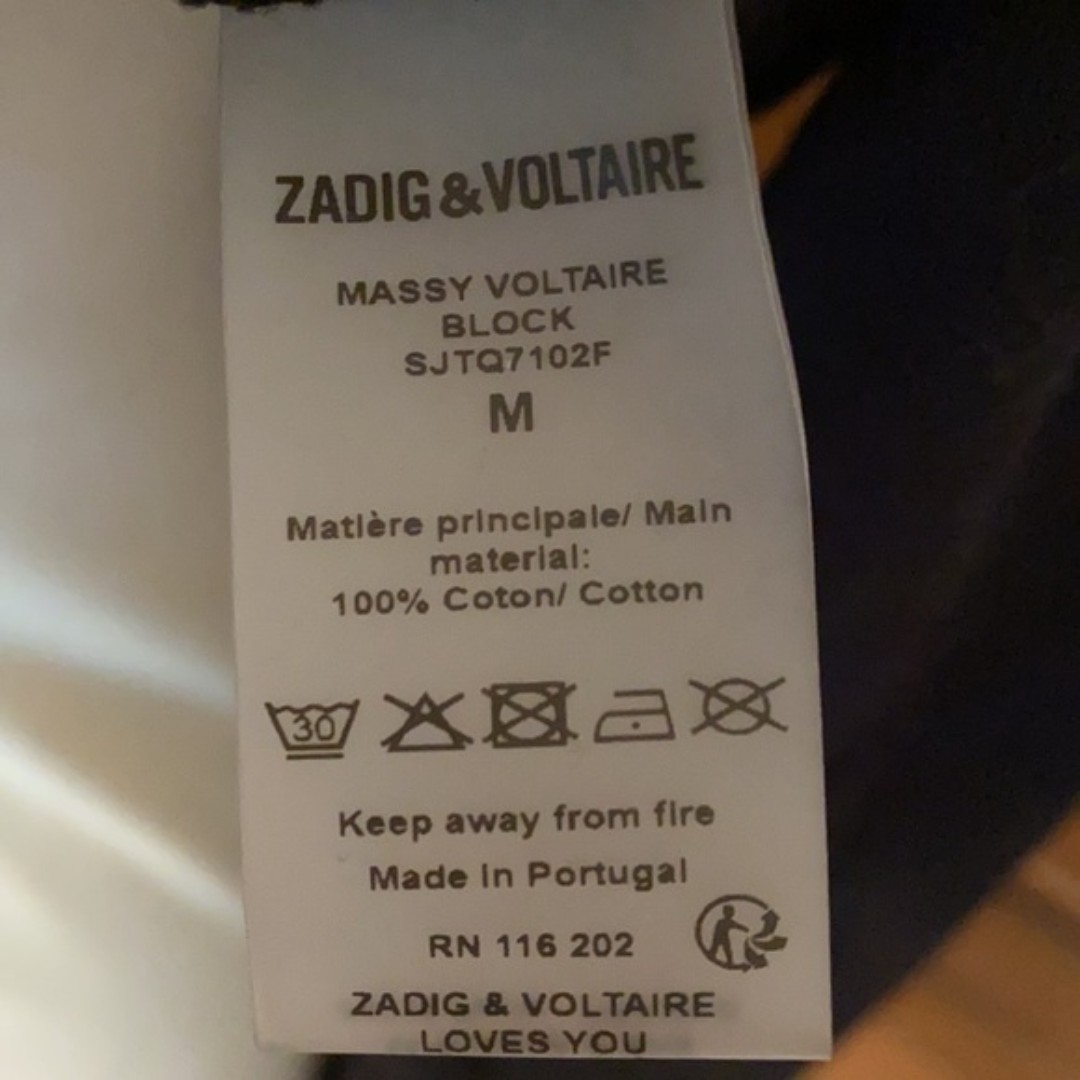 ZADIG & VOLTAIRE
MASSY VOLTAIRE
BLOCK
SJTQ7102F
M
Matière principale/ Main
material:
100% Coton/ Cotton
30
Keep away from fire
Made in Portugal
RN 116 202
ZADIG & VOLTAIRE
LOVES YOU